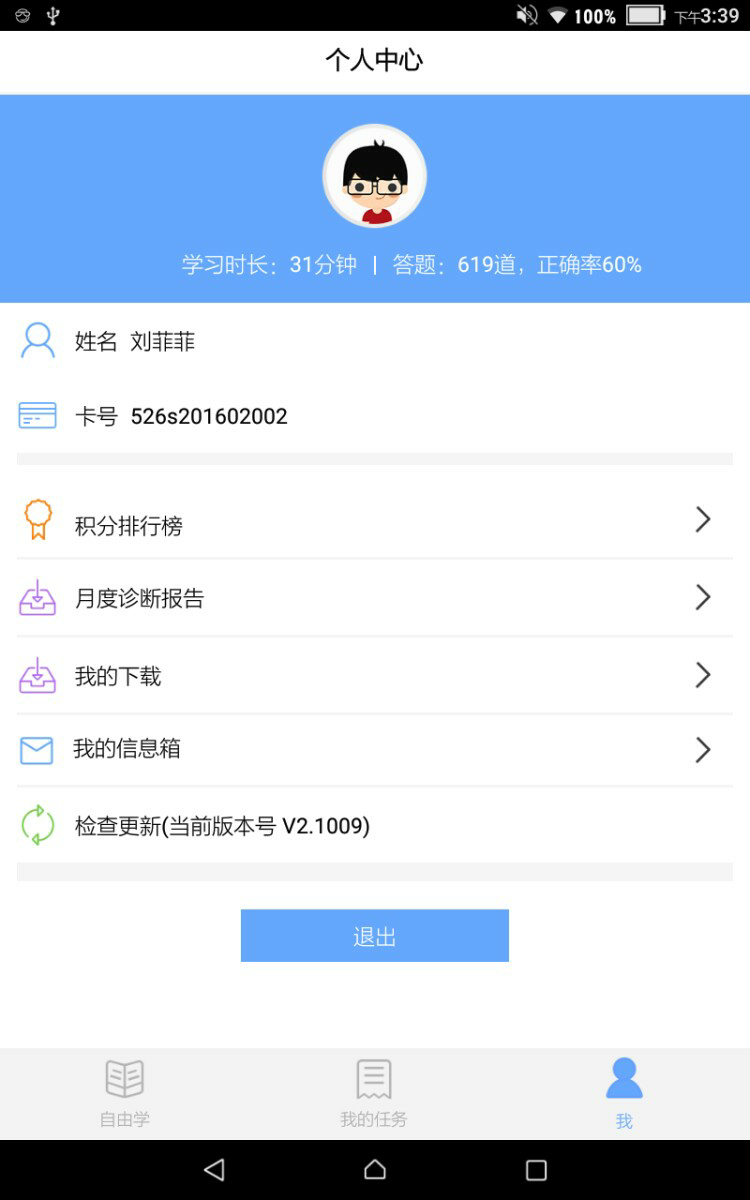 100% 下午3:39
个人中心
学习时长：31分钟 | 答题：619道，正确率60%
姓名 刘菲菲
卡号 526s201602002
积分排行榜
月度诊断报告
我的下载
我的信息箱
检查更新(当前版本号 V2.1009)
退出
自由学 我的任务 我